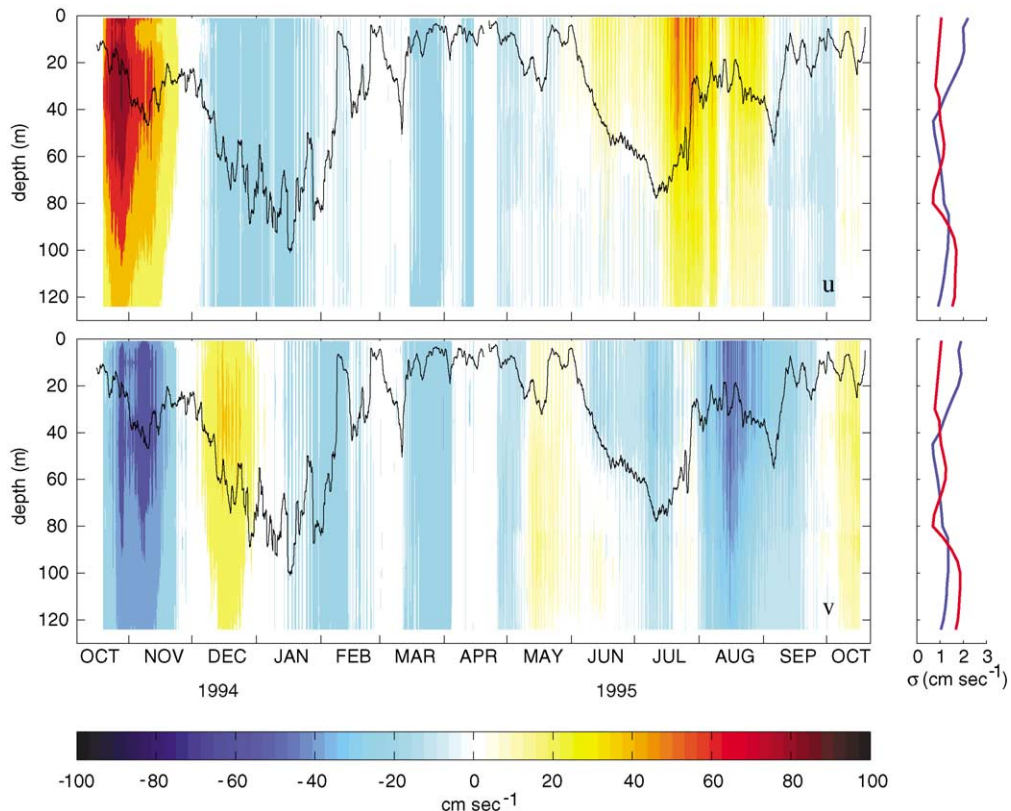 0
20
40
60
80
100
120
depth (m)
u
0
20
40
60
80
100
120
depth (m)
v
OCT NOV DEC JAN FEB MAR APR MAY JUN JUL AUG SEP OCT
1994 1995
0 1 2 3
σ (cm sec⁻¹)
-100 -80 -60 -40 -20 0 20 40 60 80 100
cm sec⁻¹